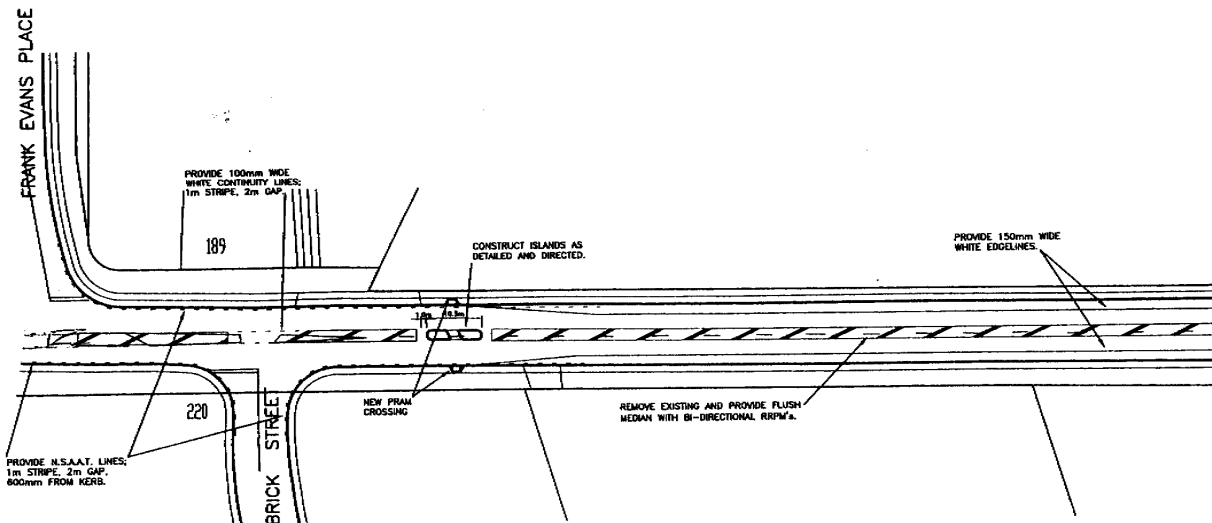 FRANK EVANS PLACE
PROVIDE 100mm WIDE
WHITE CONTINUITY LINES;
1m STRIPE, 2m GAP.
189
CONSTRUCT ISLANDS AS
DETAILED AND DIRECTED.
PROVIDE 150mm WIDE
WHITE EDGELINES.
NEW PRAM
CROSSING
REMOVE EXISTING AND PROVIDE FLUSH
MEDIAN WITH BI-DIRECTIONAL RRPM's.
220
BRICK STREET
PROVIDE N.S.A.A.T. LINES;
1m STRIPE, 2m GAP,
600mm FROM KERB.